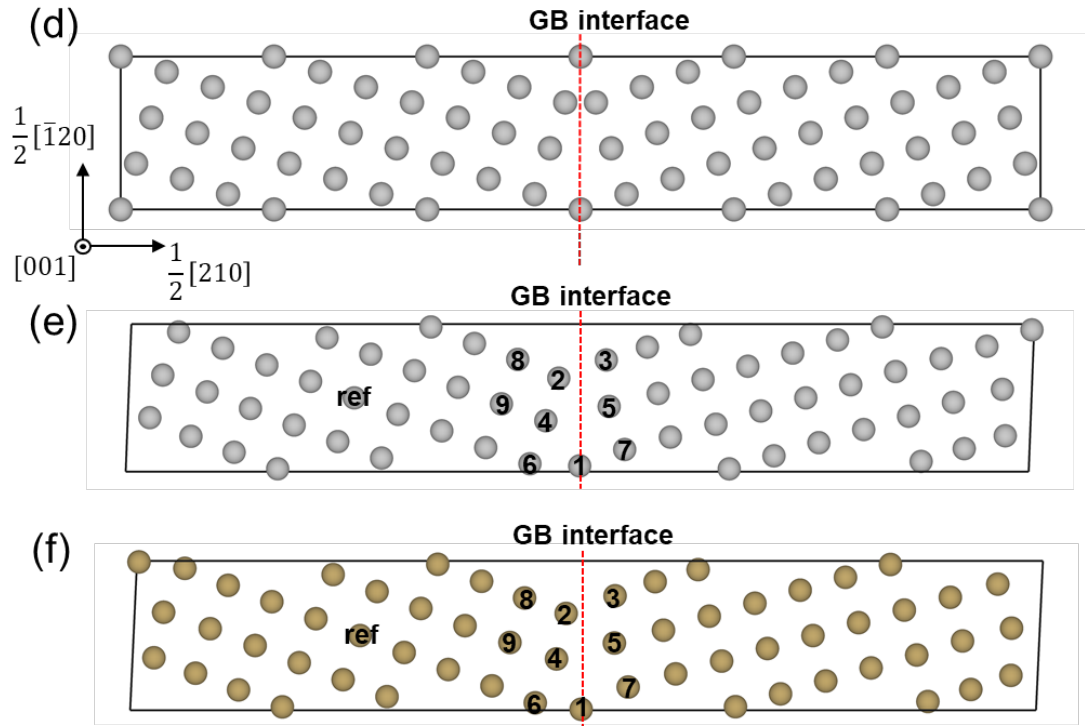 (d)
GB interface
1/2 [1̄20]
[001]
1/2 [210]
(e)
GB interface
8
3
2
ref
9
5
4
7
6
1
(f)
GB interface
8
3
2
ref
9
5
4
7
6
1